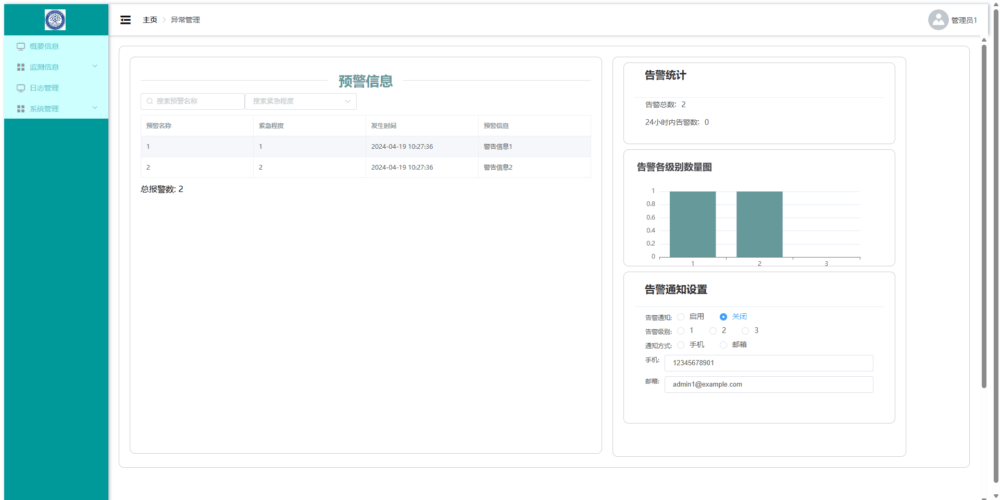 主页 异常管理
管理员1
概要信息
监测信息
日志管理
系统管理
预警信息
搜索预警名称 搜索紧急程度
预警名称 紧急程度 发生时间 预警信息
1 1 2024-04-19 10:27:36 警告信息1
2 2 2024-04-19 10:27:36 警告信息2
总报警数: 2
告警统计
告警总数: 2
24小时内告警数: 0
告警各级别数量图
1
0.8
0.6
0.4
0.2
0
1 2 3
告警通知设置
告警通知: 启用 关闭
告警级别: 1 2 3
通知方式: 手机 邮箱
手机: 12345678901
邮箱: admin1@example.com